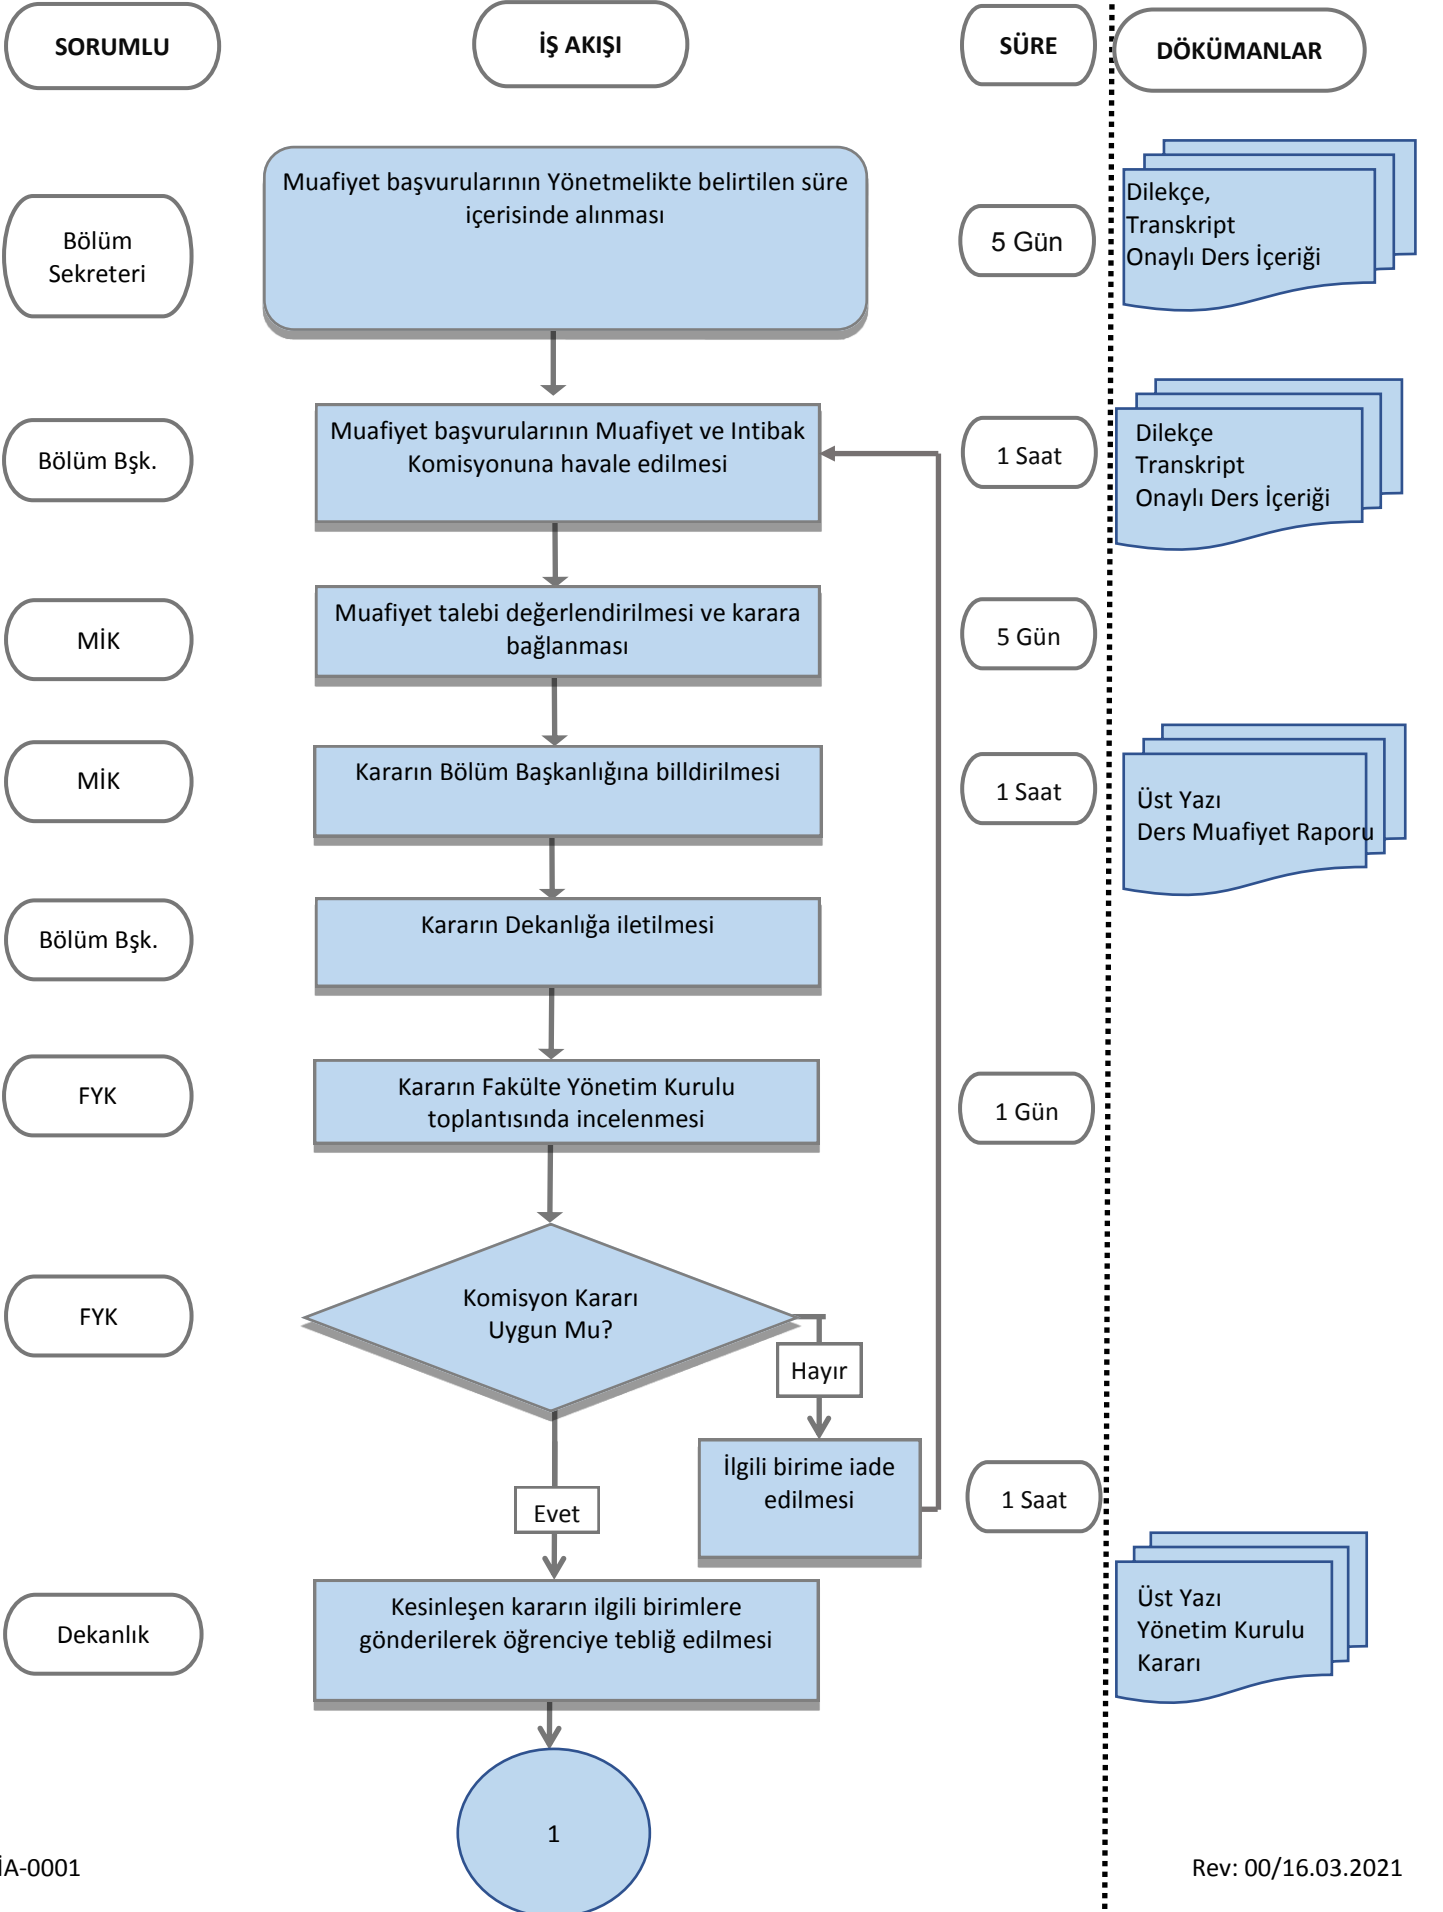 SORUMLU
İŞ AKIŞI
SÜRE
DÖKÜMANLAR
Bölüm
Sekreteri
Muafiyet başvurularının Yönetmelikte belirtilen süre
içerisinde alınması
5 Gün
Dilekçe,
Transkript
Onaylı Ders İçeriği
Bölüm Bşk.
Muafiyet başvurularının Muafiyet ve Intibak
Komisyonuna havale edilmesi
1 Saat
Dilekçe
Transkript
Onaylı Ders İçeriği
MİK
Muafiyet talebi değerlendirilmesi ve karara
bağlanması
5 Gün
MİK
Kararın Bölüm Başkanlığına billdirilmesi
1 Saat
Üst Yazı
Ders Muafiyet Raporu
Bölüm Bşk.
Kararın Dekanlığa iletilmesi
FYK
Kararın Fakülte Yönetim Kurulu
toplantısında incelenmesi
1 Gün
FYK
Komisyon Kararı
Uygun Mu?
Hayır
İlgili birime iade
edilmesi
1 Saat
Evet
Dekanlık
Kesinleşen kararın ilgili birimlere
gönderilerek öğrenciye tebliğ edilmesi
Üst Yazı
Yönetim Kurulu
Kararı
1
İA-0001
Rev: 00/16.03.2021